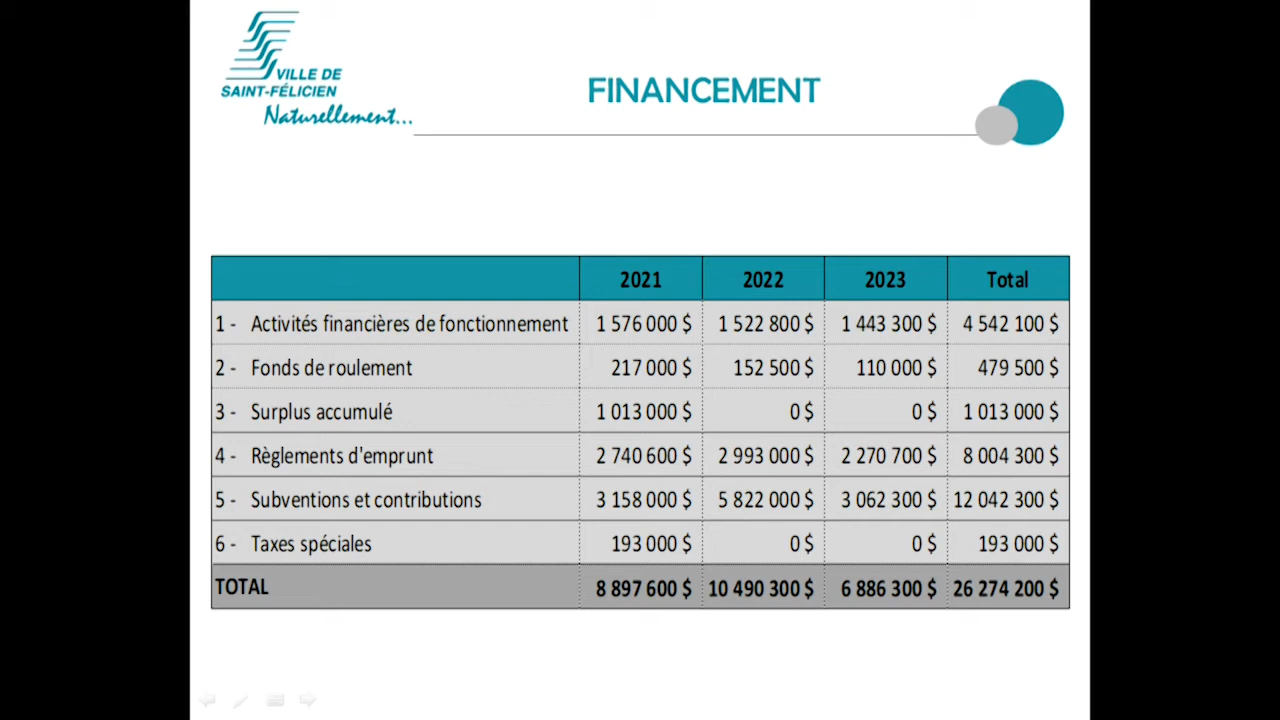 VILLE DE
SAINT-FÉLICIEN
Naturellement...
FINANCEMENT
2021 2022 2023 Total
1 - Activités financières de fonctionnement 1 576 000 $ 1 522 800 $ 1 443 300 $ 4 542 100 $
2 - Fonds de roulement 217 000 $ 152 500 $ 110 000 $ 479 500 $
3 - Surplus accumulé 1 013 000 $ 0 $ 0 $ 1 013 000 $
4 - Règlements d'emprunt 2 740 600 $ 2 993 000 $ 2 270 700 $ 8 004 300 $
5 - Subventions et contributions 3 158 000 $ 5 822 000 $ 3 062 300 $ 12 042 300 $
6 - Taxes spéciales 193 000 $ 0 $ 0 $ 193 000 $
TOTAL 8 897 600 $ 10 490 300 $ 6 886 300 $ 26 274 200 $